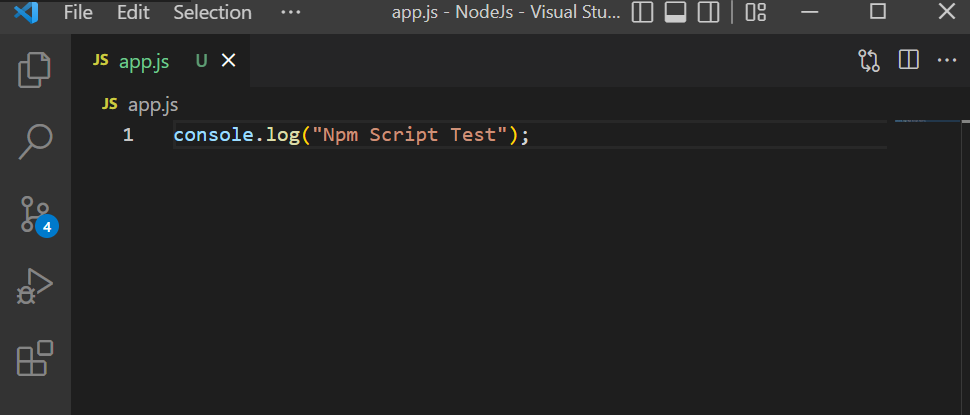 File Edit Selection ··· app.js - NodeJs - Visual Stu...
JS app.js U
JS app.js
1 console.log("Npm Script Test");
4